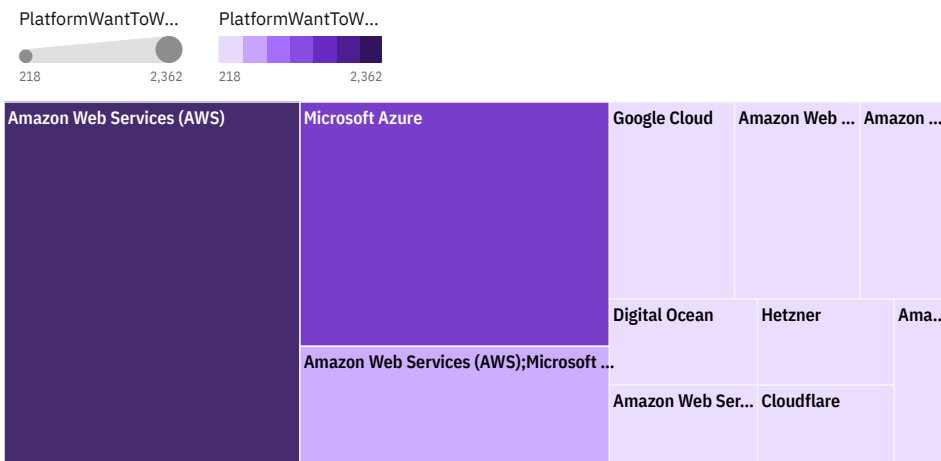 PlatformWantToW...
PlatformWantToW...
218
2,362
218
2,362
Amazon Web Services (AWS)
Microsoft Azure
Google Cloud
Amazon Web ...
Amazon ...
Digital Ocean
Hetzner
Ama...
Amazon Web Services (AWS);Microsoft ...
Amazon Web Ser...
Cloudflare